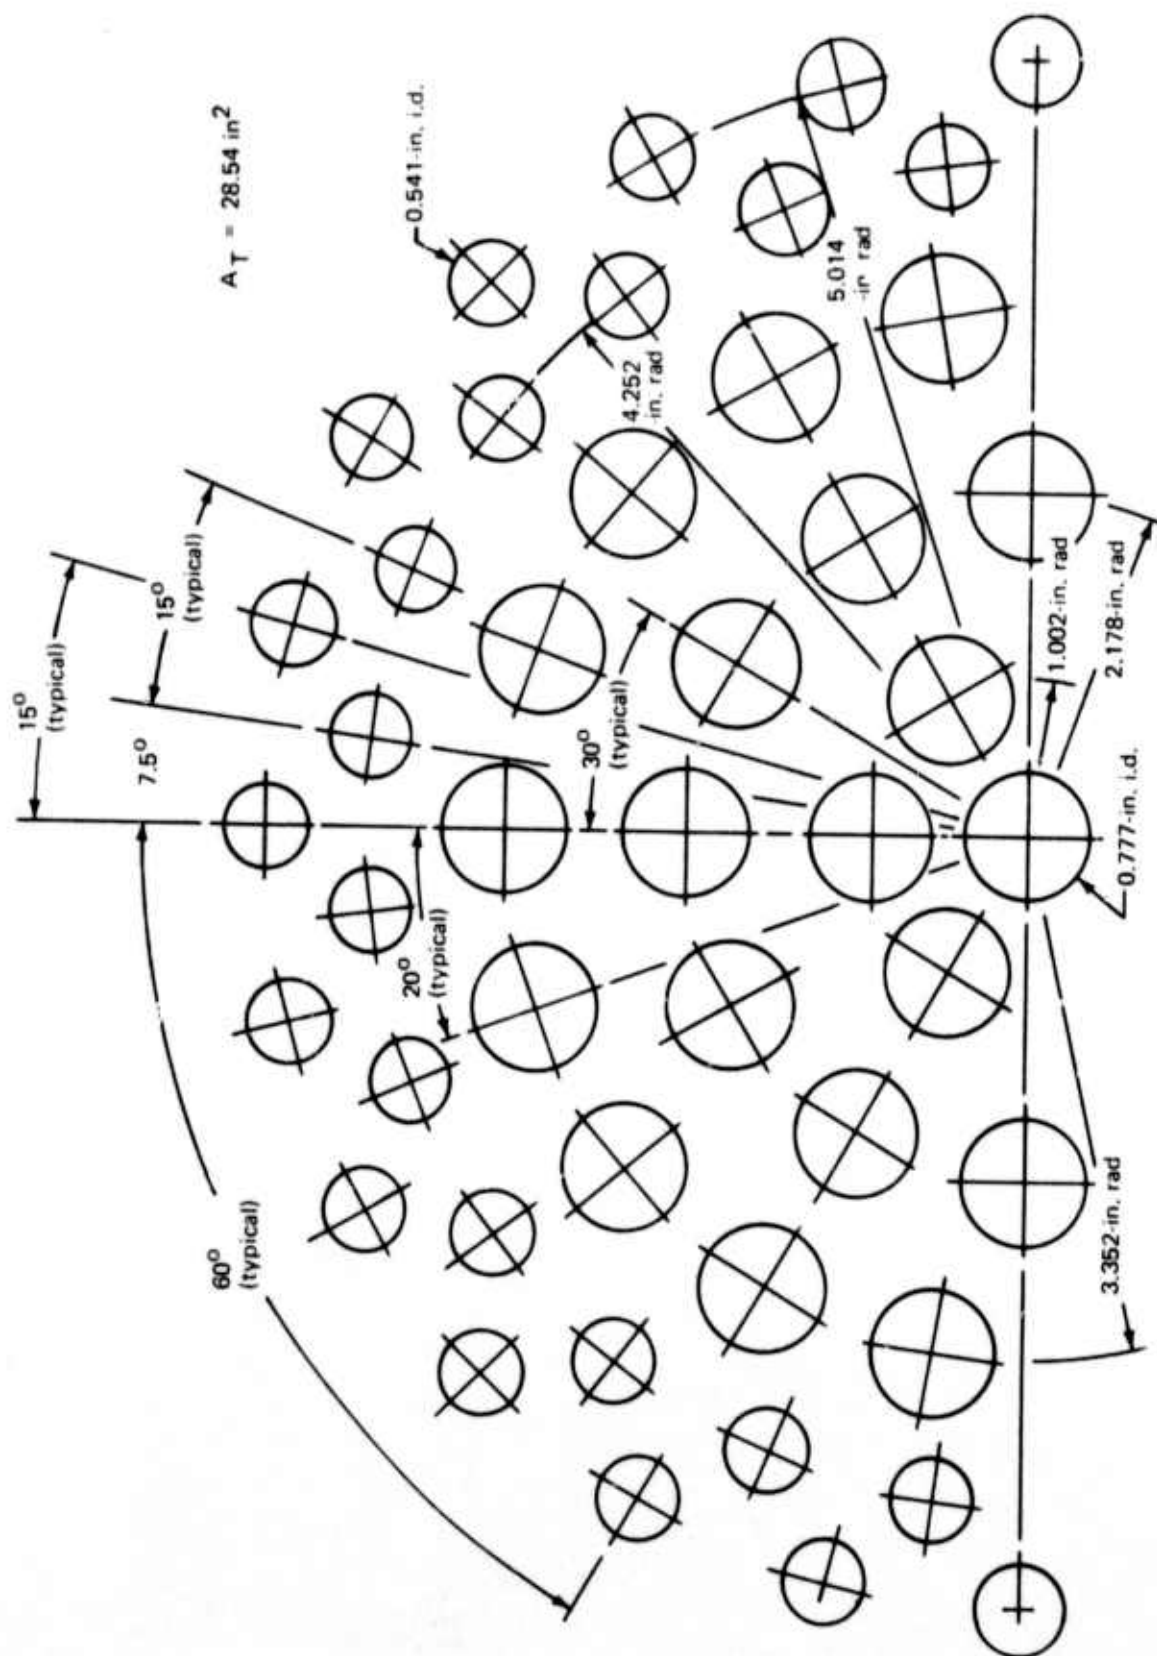 A_T = 28.54 in²
0.541-in. i.d.
15°
(typical)
15°
(typical)
7.5°
4.252
-in. rad
5.014
-in rad
30°
(typical)
20°
(typical)
60°
(typical)
1.002-in. rad
2.178-in. rad
0.777-in. i.d.
3.352-in. rad